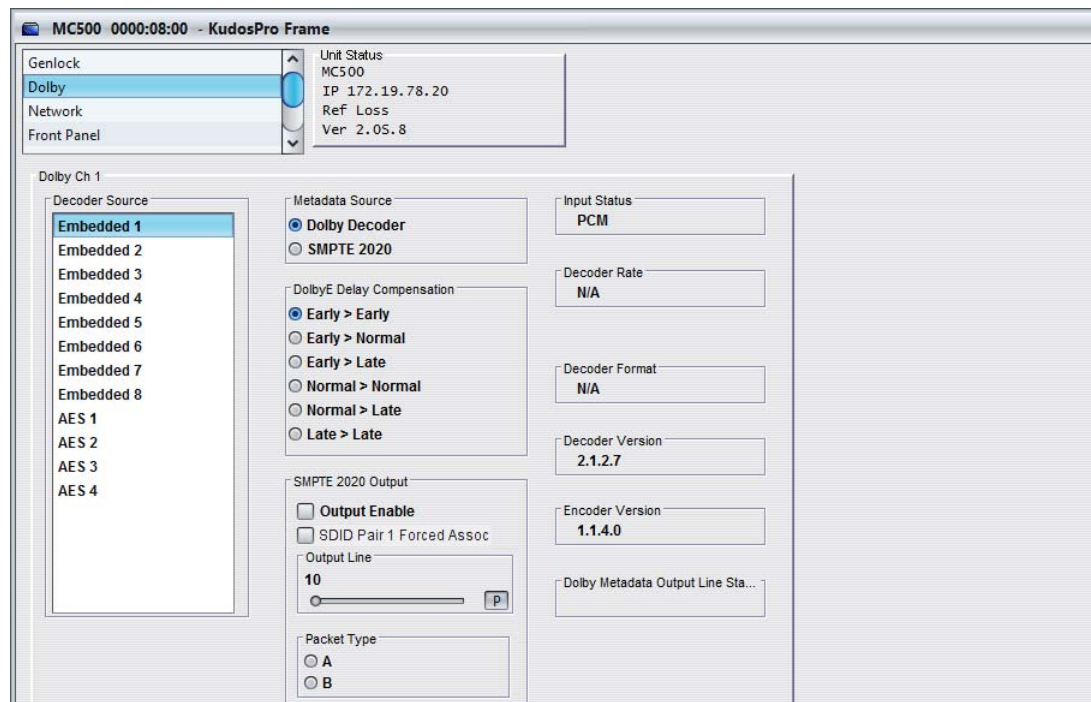 MC500 0000:08:00 - KudosPro Frame
Genlock
Dolby
Network
Front Panel
Unit Status
MC500
IP 172.19.78.20
Ref Loss
Ver 2.0S.8
Dolby Ch 1
Decoder Source
Embedded 1
Embedded 2
Embedded 3
Embedded 4
Embedded 5
Embedded 6
Embedded 7
Embedded 8
AES 1
AES 2
AES 3
AES 4
Metadata Source
Dolby Decoder
SMPTE 2020
DolbyE Delay Compensation
Early > Early
Early > Normal
Early > Late
Normal > Normal
Normal > Late
Late > Late
SMPTE 2020 Output
Output Enable
SDID Pair 1 Forced Assoc
Output Line
10
P
Packet Type
A
B
Input Status
PCM
Decoder Rate
N/A
Decoder Format
N/A
Decoder Version
2.1.2.7
Encoder Version
1.1.4.0
Dolby Metadata Output Line Sta...